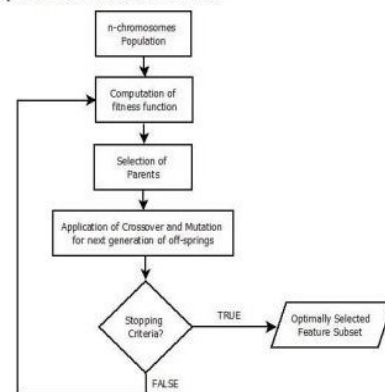 n-chromosomes
Population
Computation of
fitness function
Selection of
Parents
Application of Crossover and Mutation
for next generation of off-springs
Stopping
Criteria?
TRUE
Optimally Selected
Feature Subset
FALSE